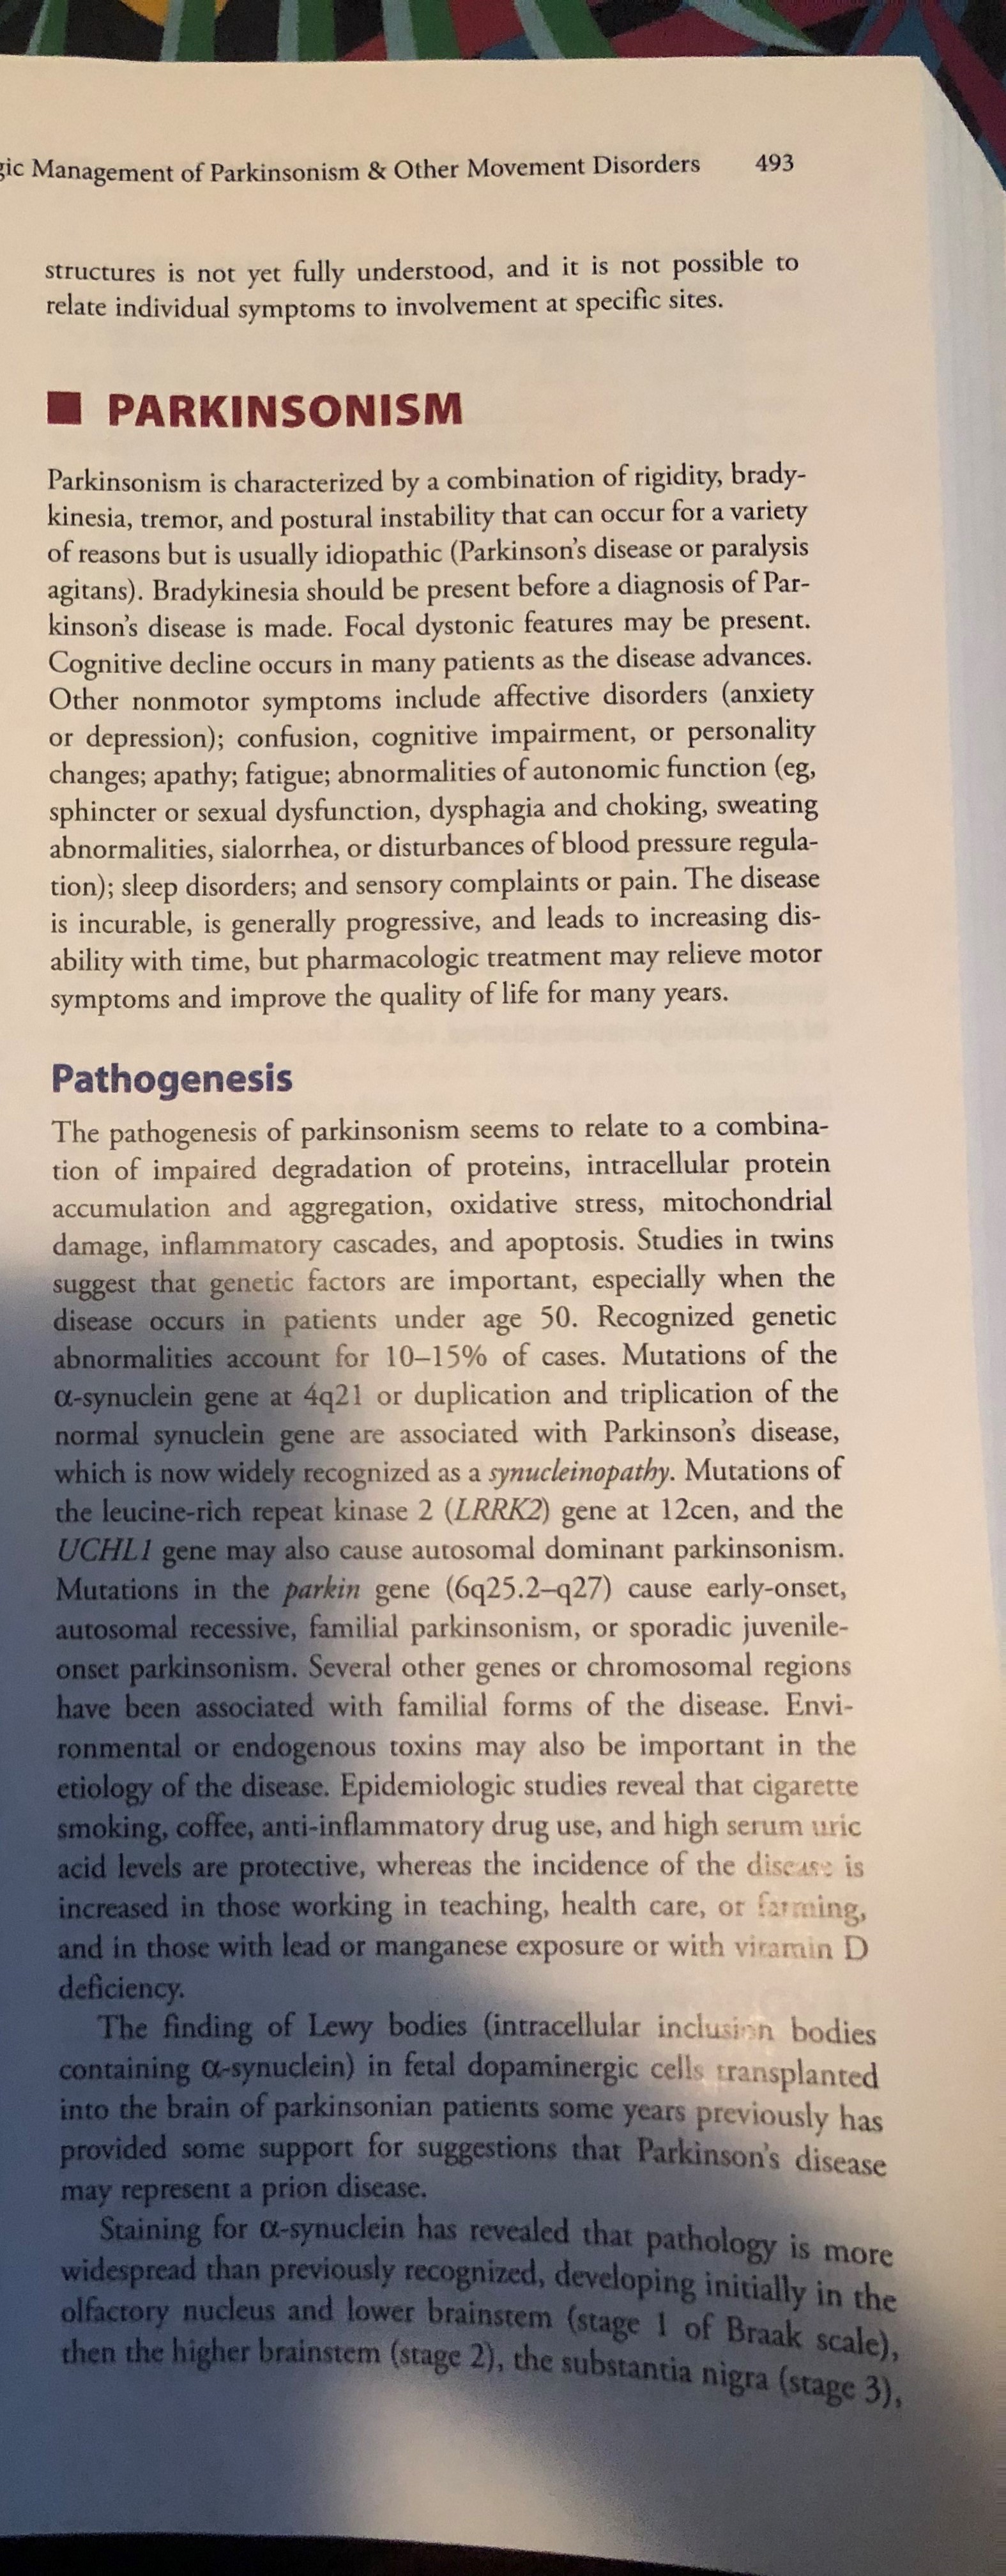 gic Management of Parkinsonism & Other Movement Disorders 493
structures is not yet fully understood, and it is not possible to
relate individual symptoms to involvement at specific sites.
PARKINSONISM
Parkinsonism is characterized by a combination of rigidity, brady-
kinesia, tremor, and postural instability that can occur for a variety
of reasons but is usually idiopathic (Parkinson's disease or paralysis
agitans). Bradykinesia should be present before a diagnosis of Par-
kinson's disease is made. Focal dystonic features may be present.
Cognitive decline occurs in many patients as the disease advances.
Other nonmotor symptoms include affective disorders (anxiety
or depression); confusion, cognitive impairment, or personality
changes; apathy; fatigue; abnormalities of autonomic function (eg,
sphincter or sexual dysfunction, dysphagia and choking, sweating
abnormalities, sialorrhea, or disturbances of blood pressure regula-
tion); sleep disorders; and sensory complaints or pain. The disease
is incurable, is generally progressive, and leads to increasing dis-
ability with time, but pharmacologic treatment may relieve motor
symptoms and improve the quality of life for many years.
Pathogenesis
The pathogenesis of parkinsonism seems to relate to a combina-
tion of impaired degradation of proteins, intracellular protein
accumulation and aggregation, oxidative stress, mitochondrial
damage, inflammatory cascades, and apoptosis. Studies in twins
suggest that genetic factors are important, especially when the
disease occurs in patients under age 50. Recognized genetic
abnormalities account for 10–15% of cases. Mutations of the
α-synuclein gene at 4q21 or duplication and triplication of the
normal synuclein gene are associated with Parkinson's disease,
which is now widely recognized as a synucleinopathy. Mutations of
the leucine-rich repeat kinase 2 (LRRK2) gene at 12cen, and the
UCHL1 gene may also cause autosomal dominant parkinsonism.
Mutations in the parkin gene (6q25.2–q27) cause early-onset,
autosomal recessive, familial parkinsonism, or sporadic juvenile-
onset parkinsonism. Several other genes or chromosomal regions
have been associated with familial forms of the disease. Envi-
ronmental or endogenous toxins may also be important in the
etiology of the disease. Epidemiologic studies reveal that cigarette
smoking, coffee, anti-inflammatory drug use, and high serum uric
acid levels are protective, whereas the incidence of the disease is
increased in those working in teaching, health care, or farming,
and in those with lead or manganese exposure or with vitamin D
deficiency.
The finding of Lewy bodies (intracellular inclusion bodies
containing α-synuclein) in fetal dopaminergic cells transplanted
into the brain of parkinsonian patients some years previously has
provided some support for suggestions that Parkinson's disease
may represent a prion disease.
Staining for α-synuclein has revealed that pathology is more
widespread than previously recognized, developing initially in the
olfactory nucleus and lower brainstem (stage 1 of Braak scale),
then the higher brainstem (stage 2), the substantia nigra (stage 3),